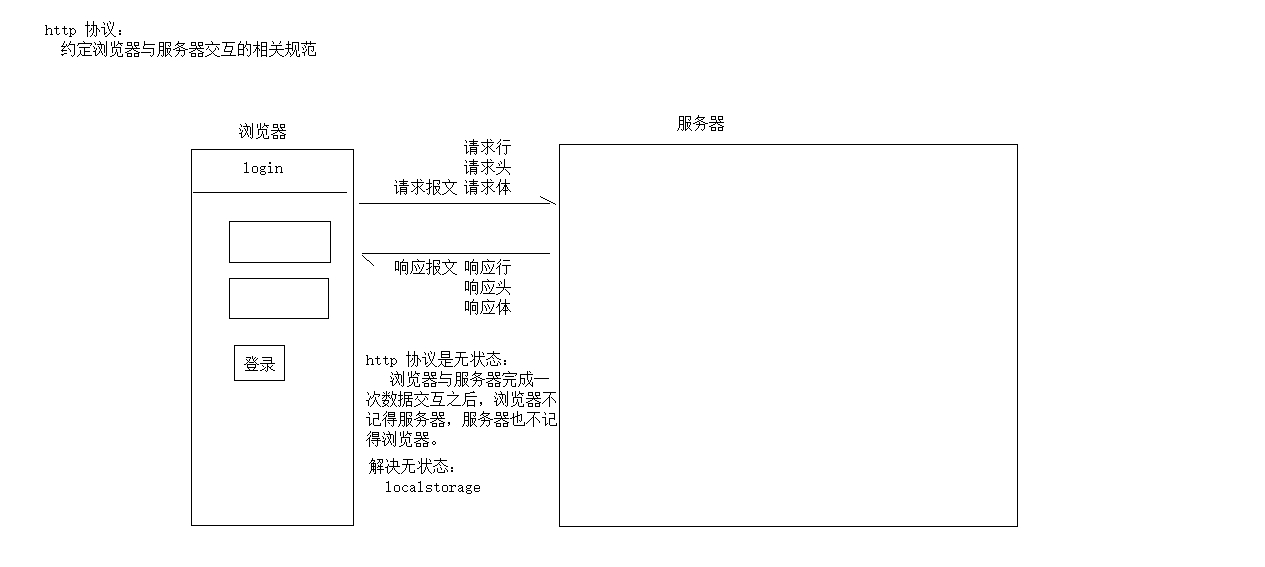 http 协议：
约定浏览器与服务器交互的相关规范
浏览器
服务器
login
请求行
请求头
请求报文 请求体
响应报文 响应行
响应头
响应体
登录
http 协议是无状态：
浏览器与服务器完成一
次数据交互之后，浏览器不
记得服务器，服务器也不记
得浏览器。
解决无状态：
localstorage